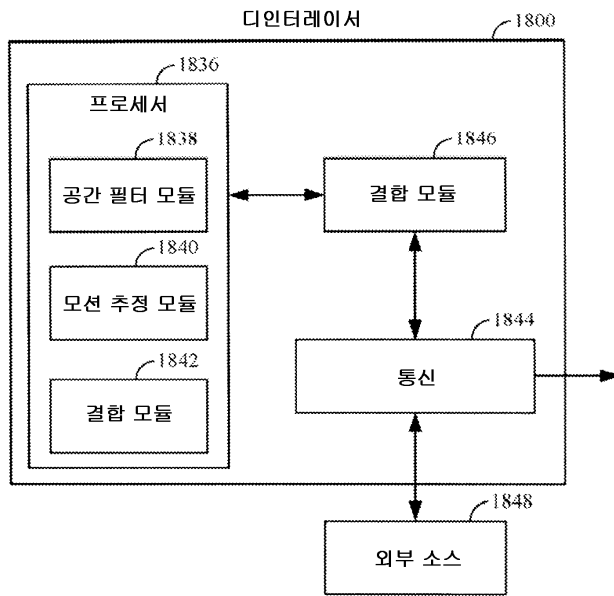 디인터레이서
1800
1836
프로세서
1838
공간 필터 모듈
1846
결합 모듈
1840
모션 추정 모듈
1844
통신
1842
결합 모듈
1848
외부 소스